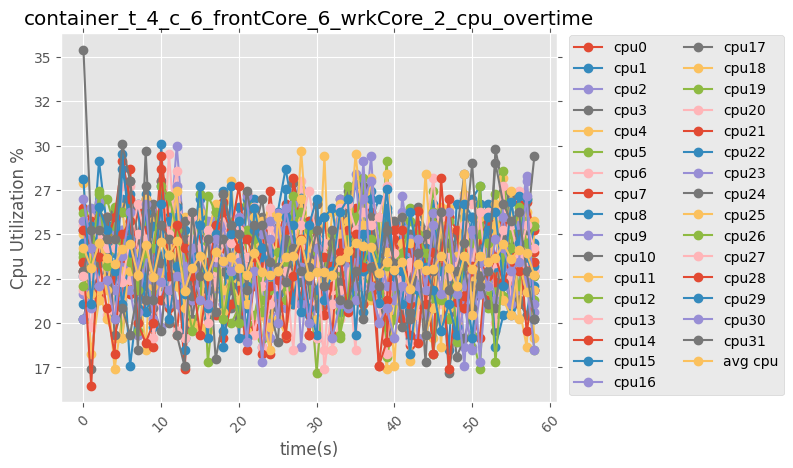 container_t_4_c_6_frontCore_6_wrkCore_2_cpu_overtime
Cpu Utilization %
35
32
30
27
25
22
20
17
0
10
20
30
40
50
60
time(s)
cpu0
cpu1
cpu2
cpu3
cpu4
cpu5
cpu6
cpu7
cpu8
cpu9
cpu10
cpu11
cpu12
cpu13
cpu14
cpu15
cpu16
cpu17
cpu18
cpu19
cpu20
cpu21
cpu22
cpu23
cpu24
cpu25
cpu26
cpu27
cpu28
cpu29
cpu30
cpu31
avg cpu